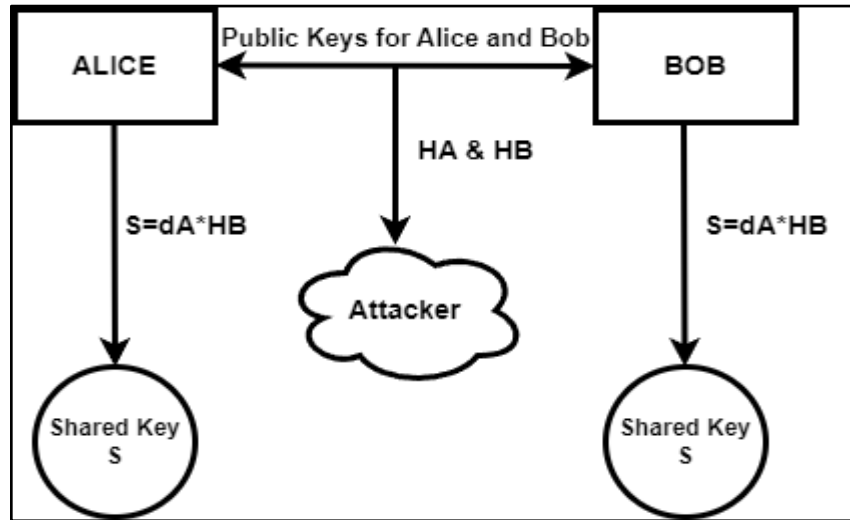 Public Keys for Alice and Bob
ALICE
BOB
HA & HB
S=dA*HB
S=dA*HB
Attacker
Shared Key
S
Shared Key
S